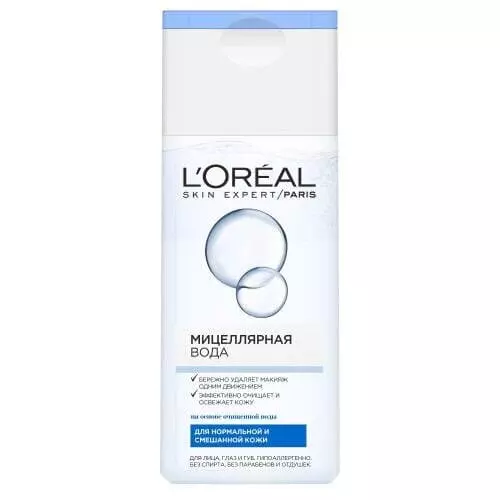 L'ORÉAL
SKIN EXPERT/PARIS
МИЦЕЛЛЯРНАЯ
ВОДА
✓ БЕРЕЖНО УДАЛЯЕТ МАКИЯЖ
ОДНИМ ДВИЖЕНИЕМ.
✓ ЭФФЕКТИВНО ОЧИЩАЕТ И
ОСВЕЖАЕТ КОЖУ
на основе очищенной воды
ДЛЯ НОРМАЛЬНОЙ И
СМЕШАННОЙ КОЖИ
ДЛЯ ЛИЦА, ГЛАЗ И ГУБ. ГИПОАЛЛЕРГЕННО.
БЕЗ СПИРТА, БЕЗ ПАРАБЕНОВ И ОТДУШЕК.